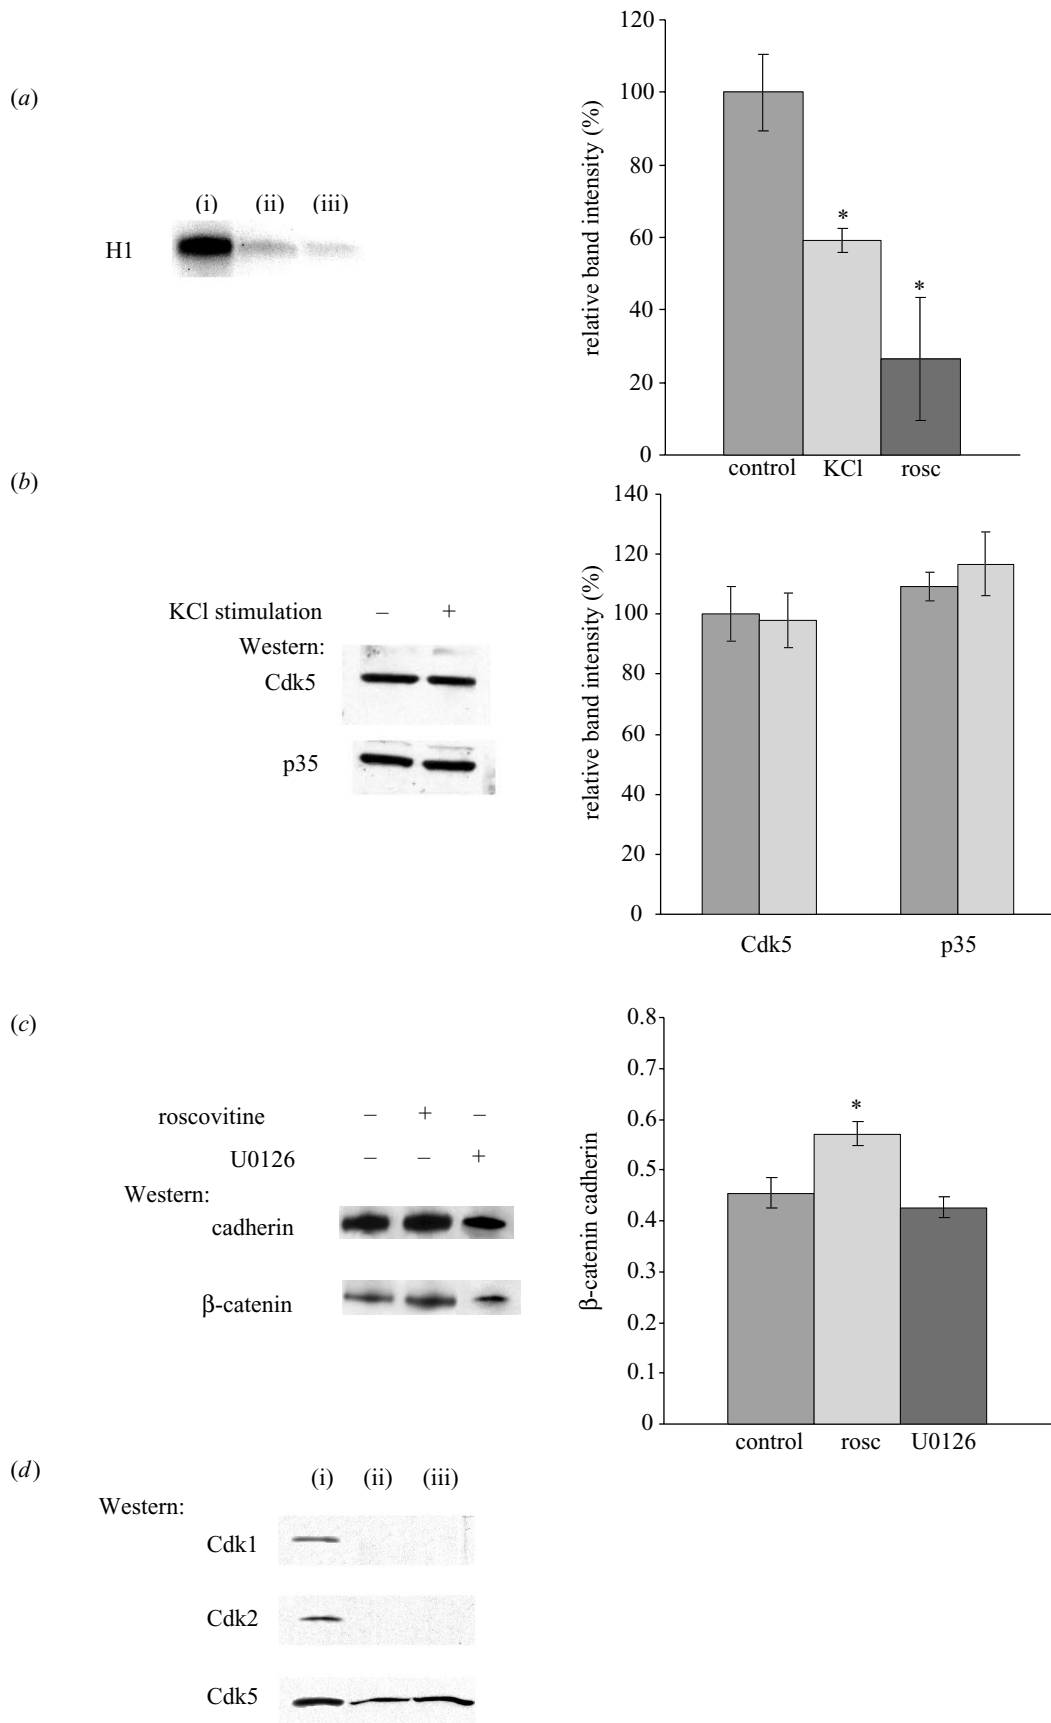 (a)
(i) (ii) (iii)
H1
relative band intensity (%)
120
100
80
60
40
20
0
*
*
control KCl rosc
(b)
KCl stimulation – +
Western:
Cdk5
p35
relative band intensity (%)
140
120
100
80
60
40
20
0
Cdk5 p35
(c)
roscovitine – + –
U0126 – – +
Western:
cadherin
β-catenin
β-catenin cadherin
0.8
0.7
0.6
0.5
0.4
0.3
0.2
0.1
0
*
control rosc U0126
(d)
(i) (ii) (iii)
Western:
Cdk1
Cdk2
Cdk5